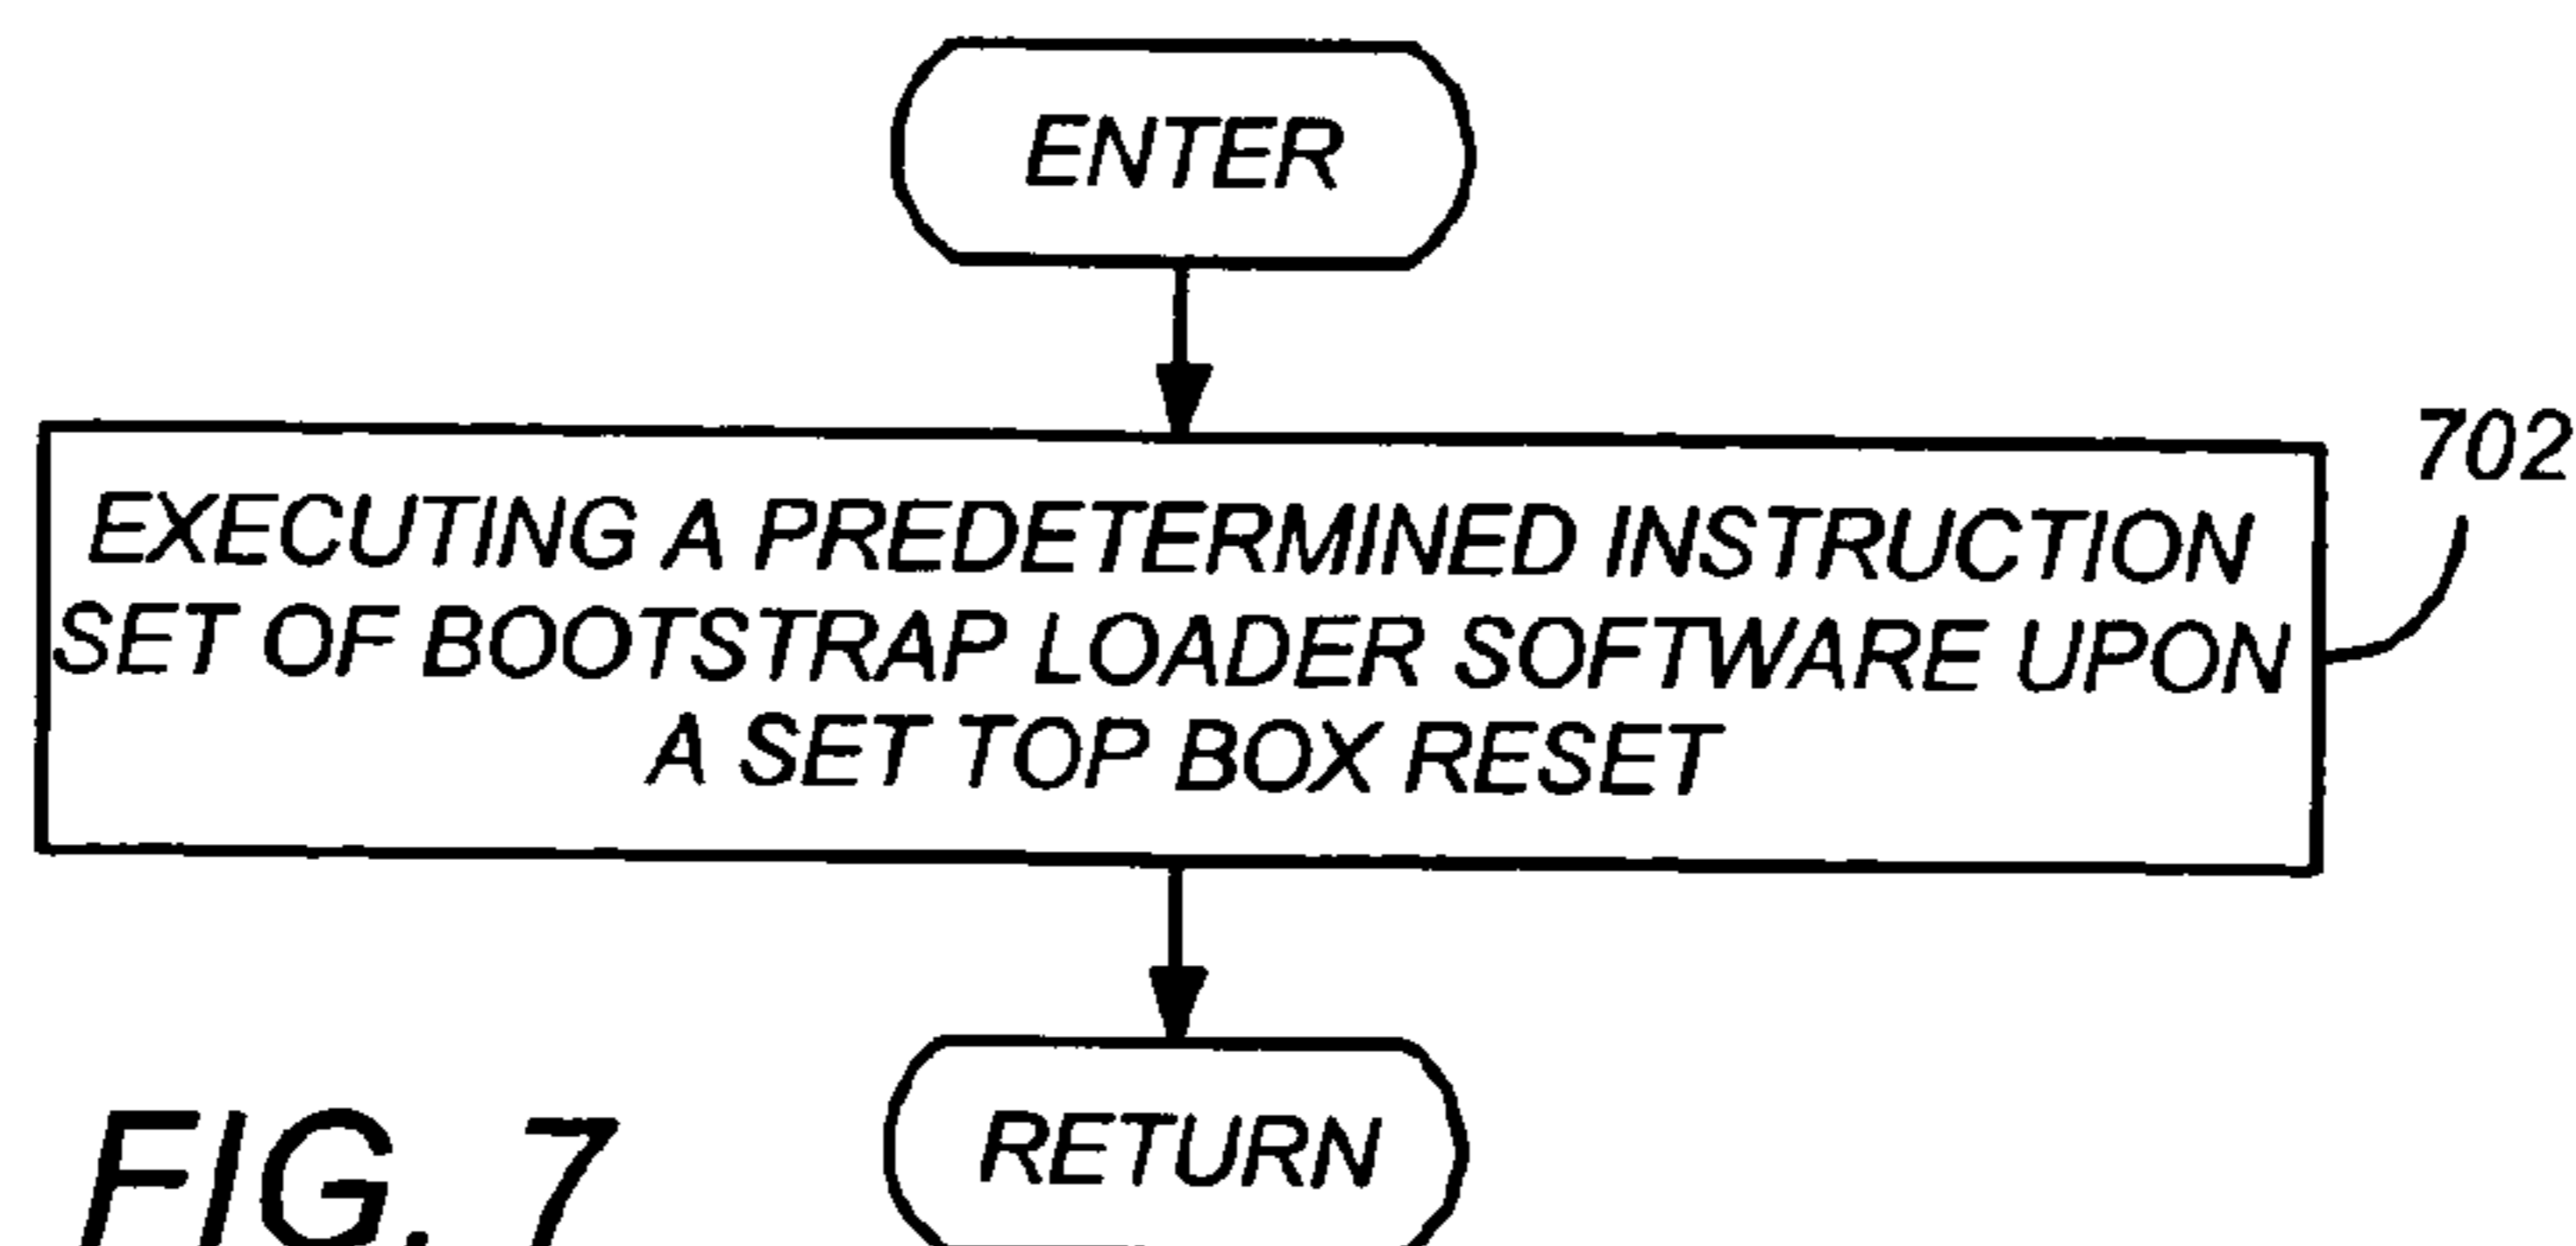 ENTER
702
EXECUTING A PREDETERMINED INSTRUCTION
SET OF BOOTSTRAP LOADER SOFTWARE UPON
A SET TOP BOX RESET
RETURN
FIG. 7